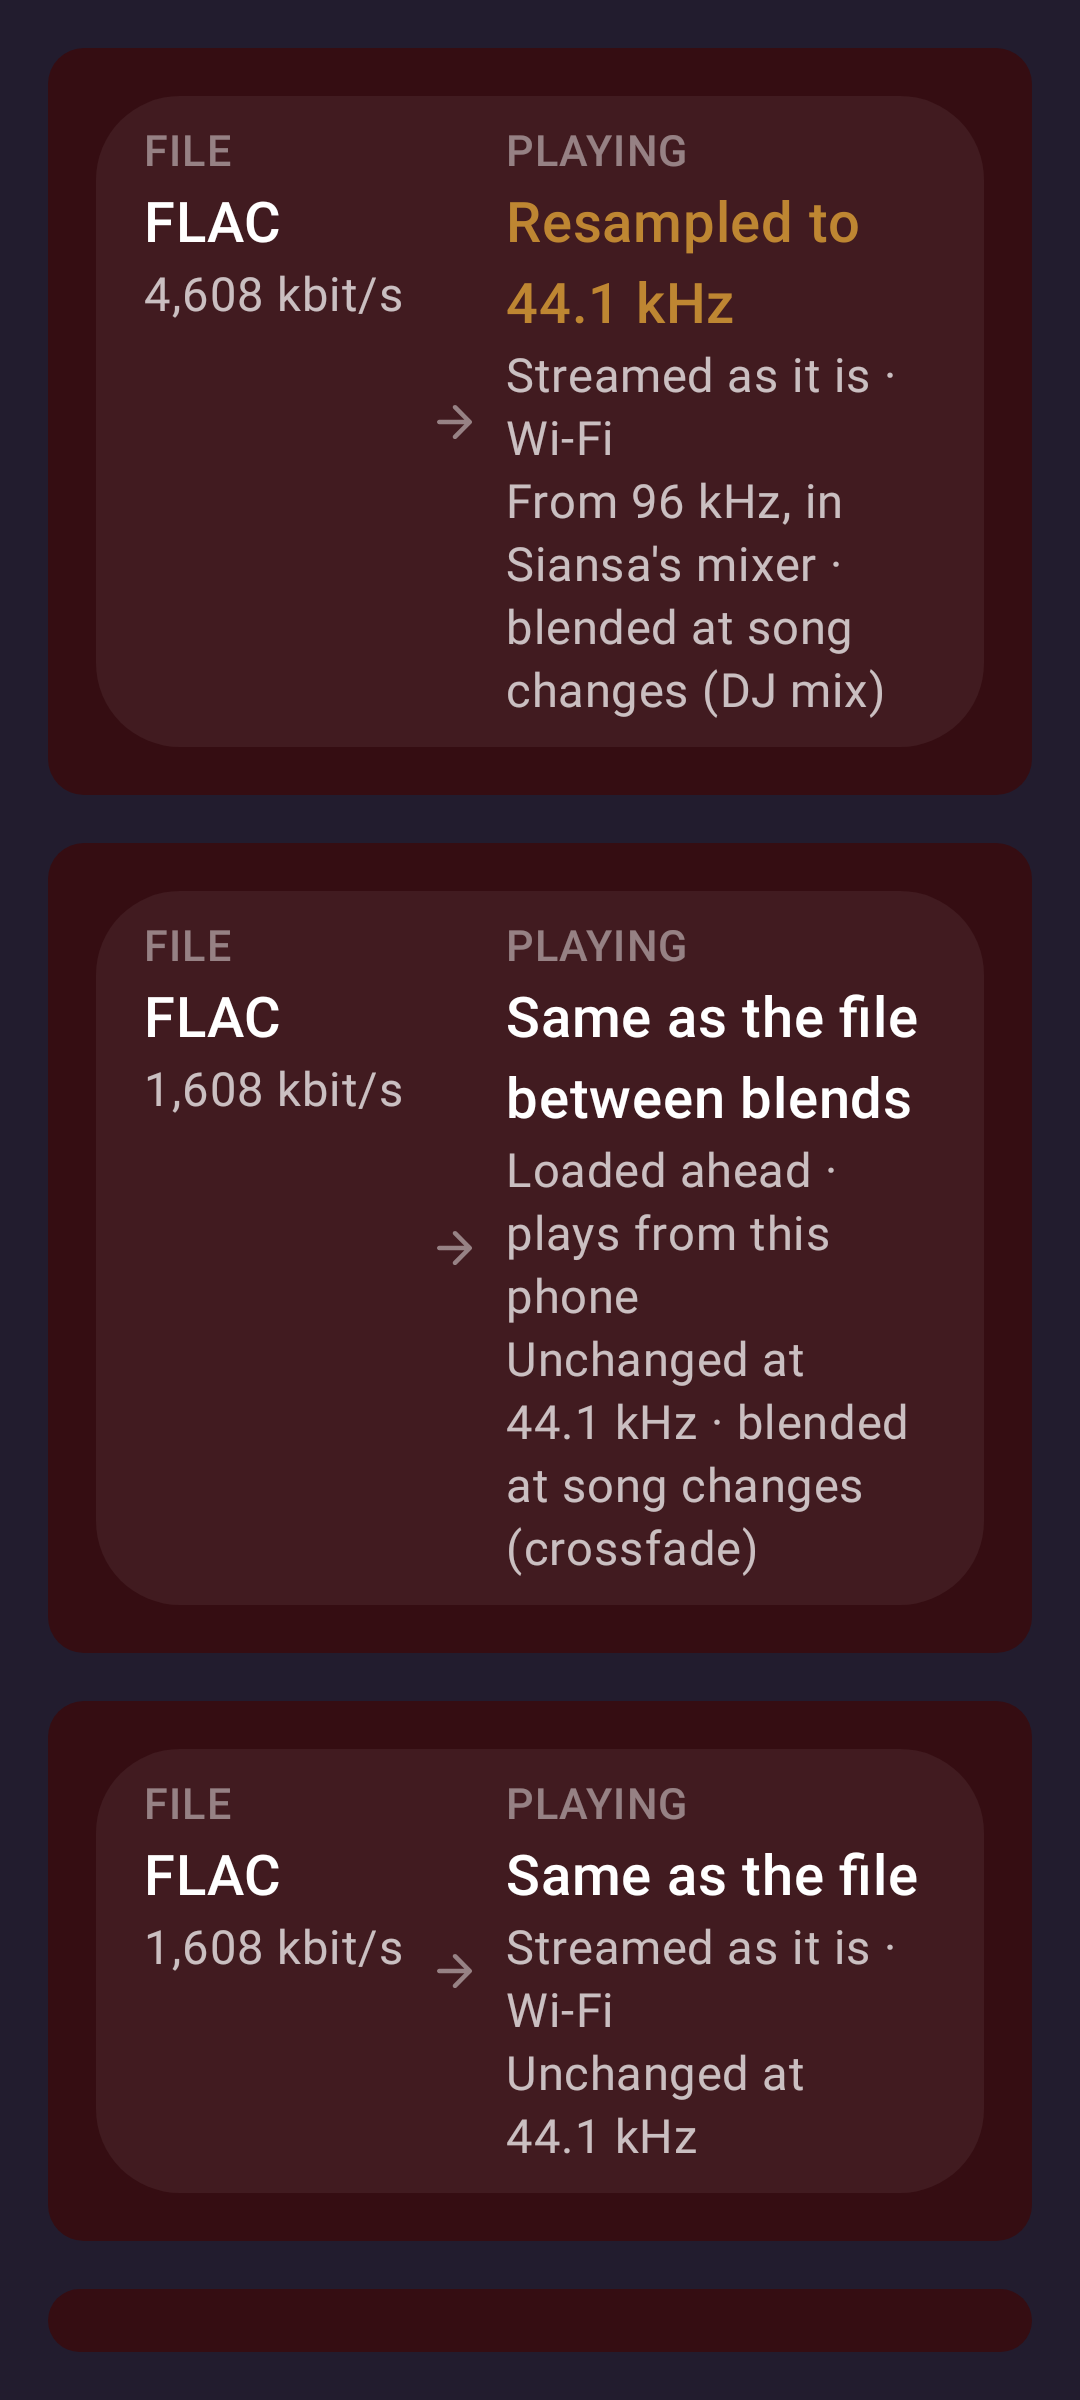 FILE
FLAC
4,608 kbit/s
PLAYING
Resampled to
44.1 kHz
Streamed as it is ·
Wi-Fi
From 96 kHz, in
Siansa's mixer ·
blended at song
changes (DJ mix)
FILE
FLAC
1,608 kbit/s
PLAYING
Same as the file
between blends
Loaded ahead ·
plays from this
phone
Unchanged at
44.1 kHz · blended
at song changes
(crossfade)
FILE
FLAC
1,608 kbit/s
PLAYING
Same as the file
Streamed as it is ·
Wi-Fi
Unchanged at
44.1 kHz